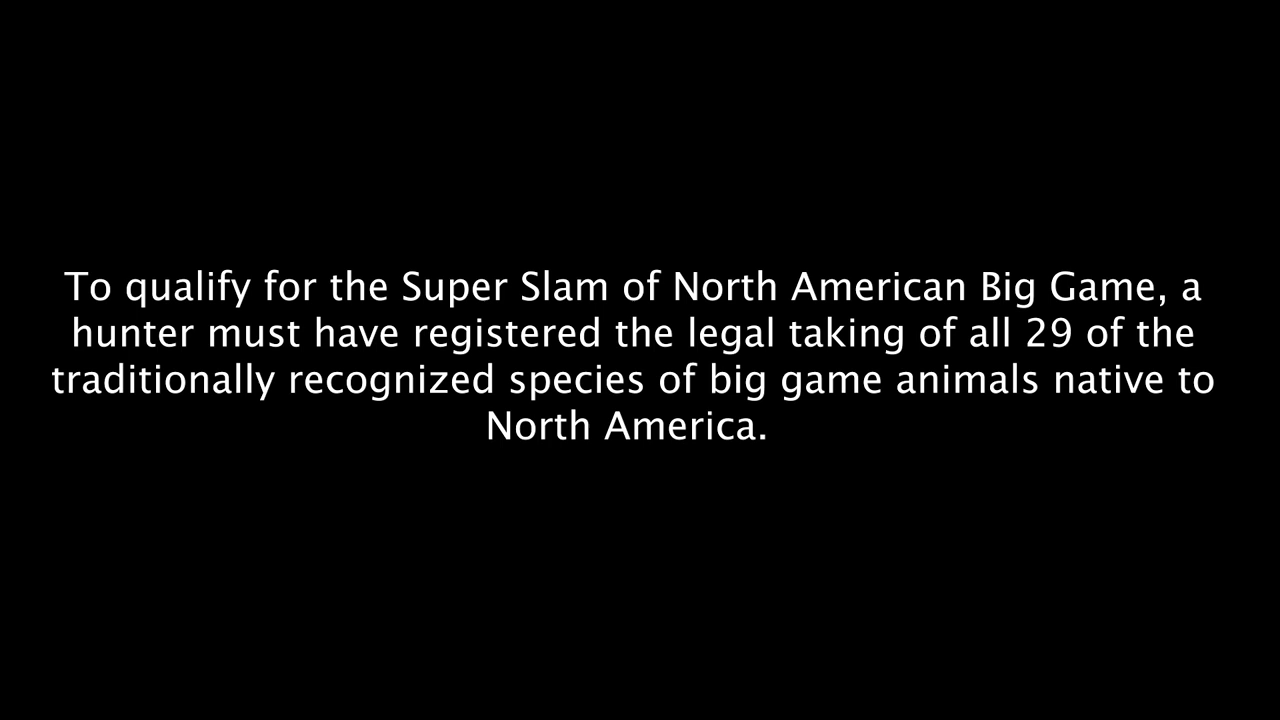 To qualify for the Super Slam of North American Big Game, a
hunter must have registered the legal taking of all 29 of the
traditionally recognized species of big game animals native to
North America.